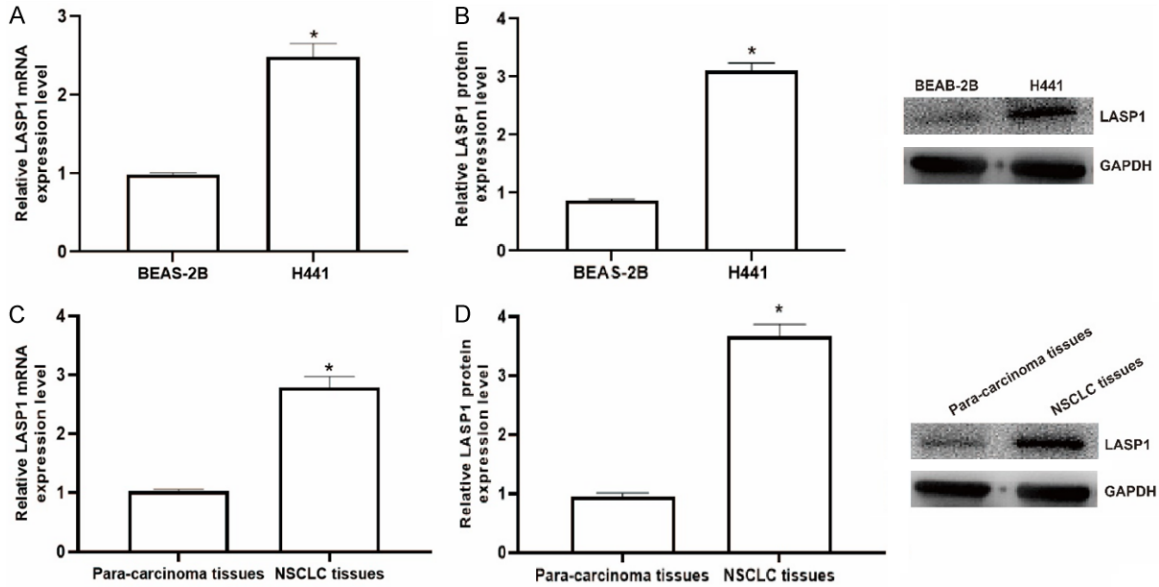 A
Relative LASP1 mRNA
expression level
3
2
1
0
*
BEAS-2B
H441
B
Relative LASP1 protein
expression level
4
3
2
1
0
*
BEAS-2B
H441
BEAB-2B
H441
LASP1
GAPDH
C
Relative LASP1 mRNA
expression level
4
3
2
1
0
*
Para-carcinoma tissues
NSCLC tissues
D
Relative LASP1 protein
expression level
4
3
2
1
0
*
Para-carcinoma tissues
NSCLC tissues
Para-carcinoma tissues
NSCLC tissues
LASP1
GAPDH